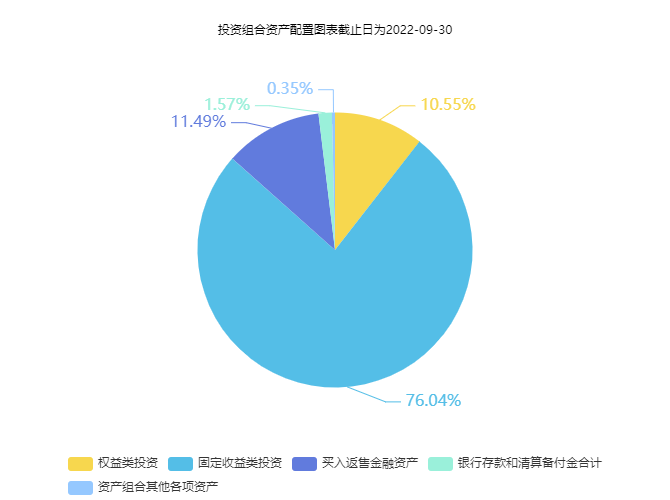 投资组合资产配置图表截止日为2022-09-30
0.35%
1.57%
10.55%
11.49%
76.04%
权益类投资 固定收益类投资 买入返售金融资产 银行存款和清算备付金合计
资产组合其他各项资产